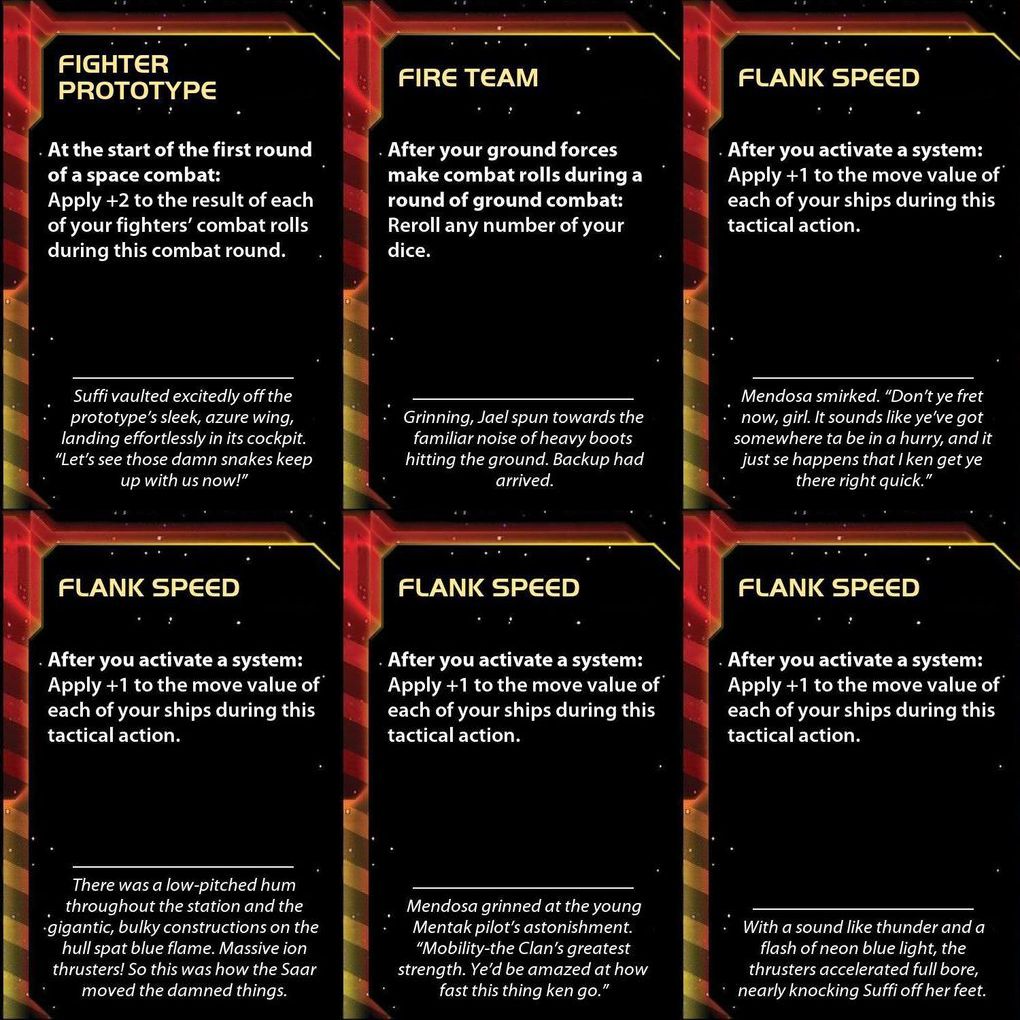 FIGHTER
PROTOTYPE
At the start of the first round
of a space combat:
Apply +2 to the result of each
of your fighters’ combat rolls
during this combat round.
Suffi vaulted excitedly off the
prototype’s sleek, azure wing,
landing effortlessly in its cockpit.
“Let’s see those damn snakes keep
up with us now!”
FIRE TEAM
After your ground forces
make combat rolls during a
round of ground combat:
Reroll any number of your
dice.
Grinning, Jael spun towards the
familiar noise of heavy boots
hitting the ground. Backup had
arrived.
FLANK SPEED
After you activate a system:
Apply +1 to the move value of
each of your ships during this
tactical action.
Mendosa smirked. “Don’t ye fret
now, girl. It sounds like ye’ve got
somewhere ta be in a hurry, and it
just se happens that I ken get ye
there right quick.”
FLANK SPEED
After you activate a system:
Apply +1 to the move value of
each of your ships during this
tactical action.
There was a low-pitched hum
throughout the station and the
gigantic, bulky constructions on the
hull spat blue flame. Massive ion
thrusters! So this was how the Saar
moved the damned things.
FLANK SPEED
After you activate a system:
Apply +1 to the move value of
each of your ships during this
tactical action.
Mendosa grinned at the young
Mentak pilot’s astonishment.
“Mobility-the Clan’s greatest
strength. Ye’d be amazed at how
fast this thing ken go.”
FLANK SPEED
After you activate a system:
Apply +1 to the move value of
each of your ships during this
tactical action.
With a sound like thunder and a
flash of neon blue light, the
thrusters accelerated full bore,
nearly knocking Suffi off her feet.